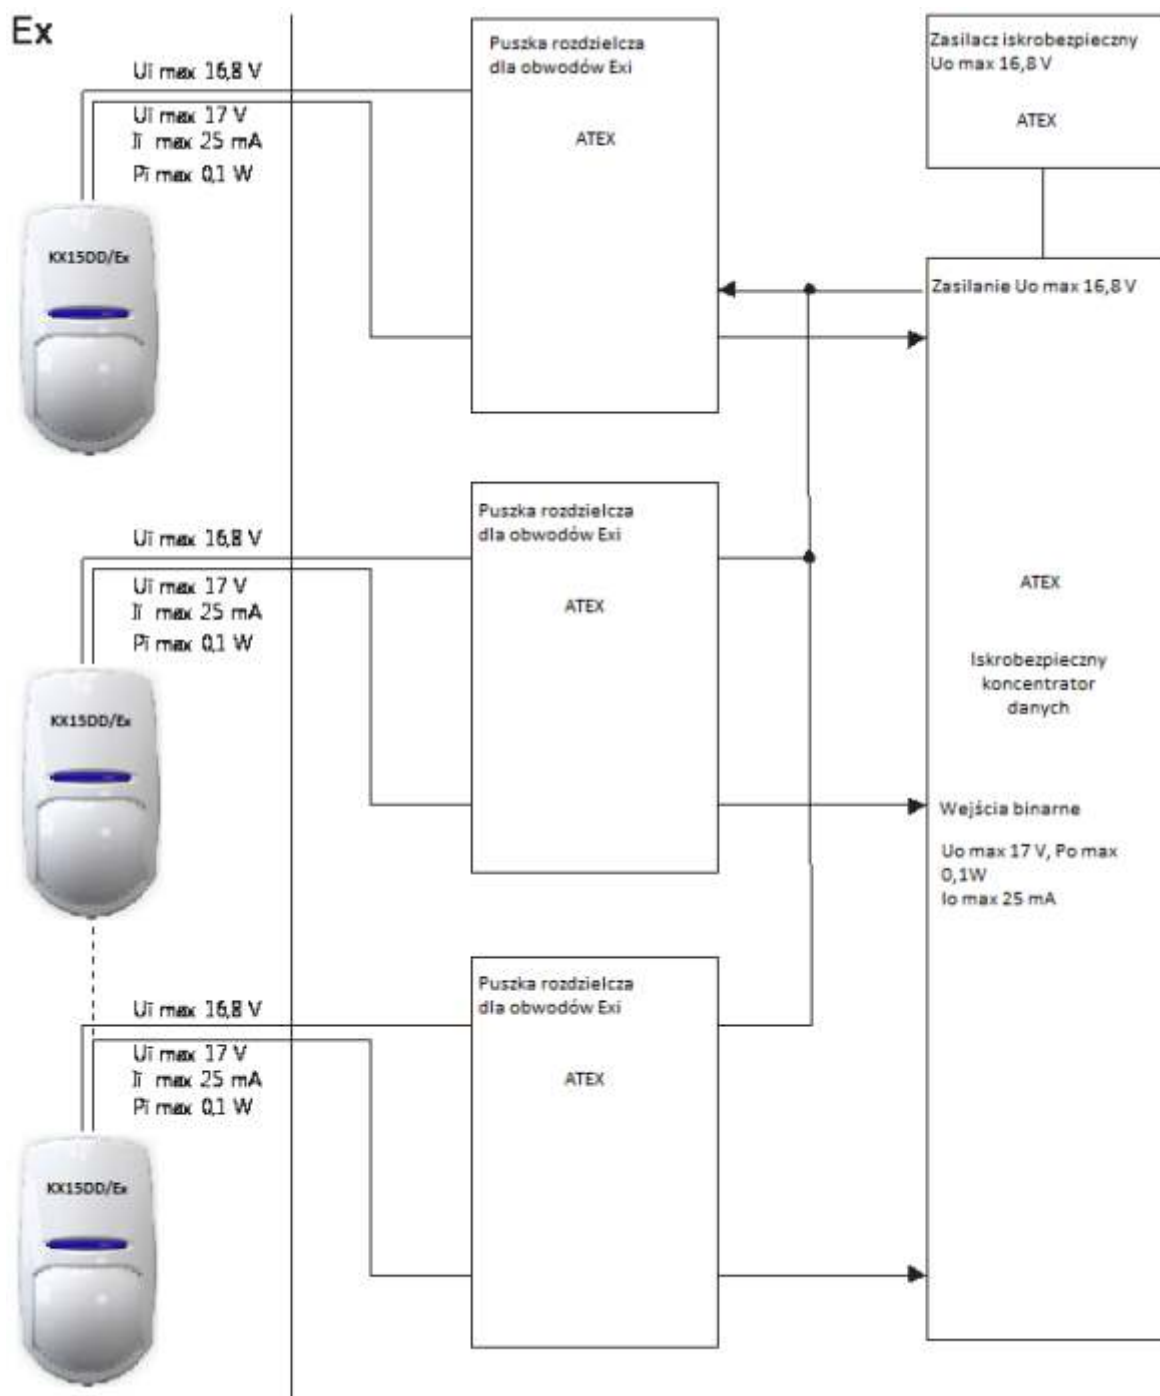 Ex
Ui max 16,8 V
Ui max 17 V
Ii max 25 mA
Pi max 0,1 W
KX15DD/Ex
Puszka rozdzielcza
dla obwodów Exi
ATEX
Zasilacz iskrobezpieczny
Uo max 16,8 V
ATEX
Zasilanie Uo max 16,8 V
Ui max 16,8 V
Ui max 17 V
Ii max 25 mA
Pi max 0,1 W
KX15DD/Ex
Puszka rozdzielcza
dla obwodów Exi
ATEX
ATEX
Iskrobezpieczny
koncentrator
danych
Wejścia binarne
Uo max 17 V, Po max
0,1W
Io max 25 mA
Ui max 16,8 V
Ui max 17 V
Ii max 25 mA
Pi max 0,1 W
KX15DD/Ex
Puszka rozdzielcza
dla obwodów Exi
ATEX